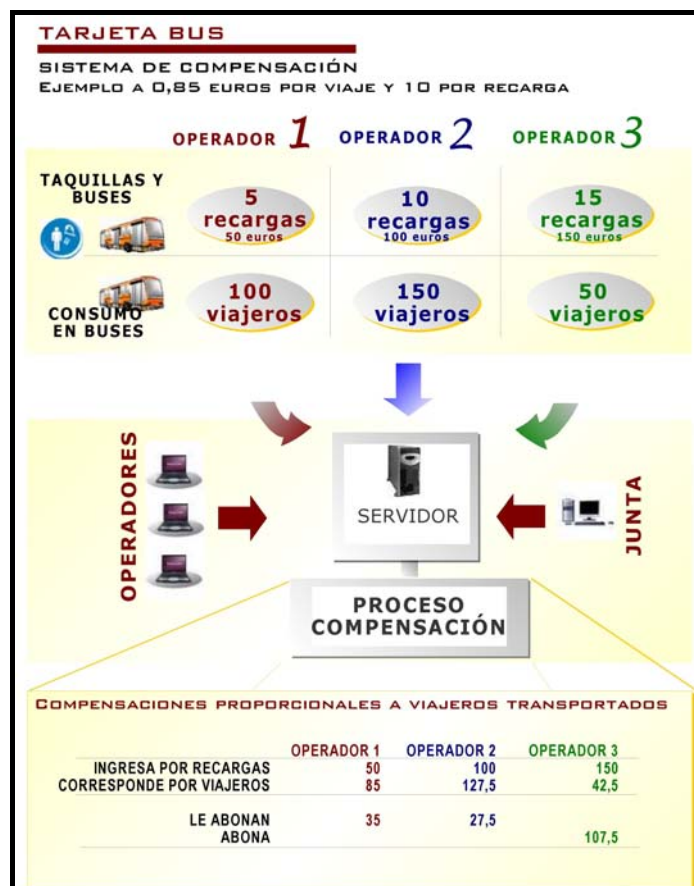 TARJETA BUS
SISTEMA DE COMPENSACIÓN
EJEMPLO A 0,85 EUROS POR VIAJE Y 10 POR RECARGA
OPERADOR 1 OPERADOR 2 OPERADOR 3
TAQUILLAS Y
BUSES
5
recargas
50 euros
10
recargas
100 euros
15
recargas
150 euros
CONSUMO
EN BUSES
100
viajeros
150
viajeros
50
viajeros
OPERADORES
SERVIDOR
JUNTA
PROCESO
COMPENSACIÓN
COMPENSACIONES PROPORCIONALES A VIAJEROS TRANSPORTADOS
OPERADOR 1 OPERADOR 2 OPERADOR 3
INGRESA POR RECARGAS 50 100 150
CORRESPONDE POR VIAJEROS 85 127,5 42,5
LE ABONAN 35 27,5
ABONA 107,5